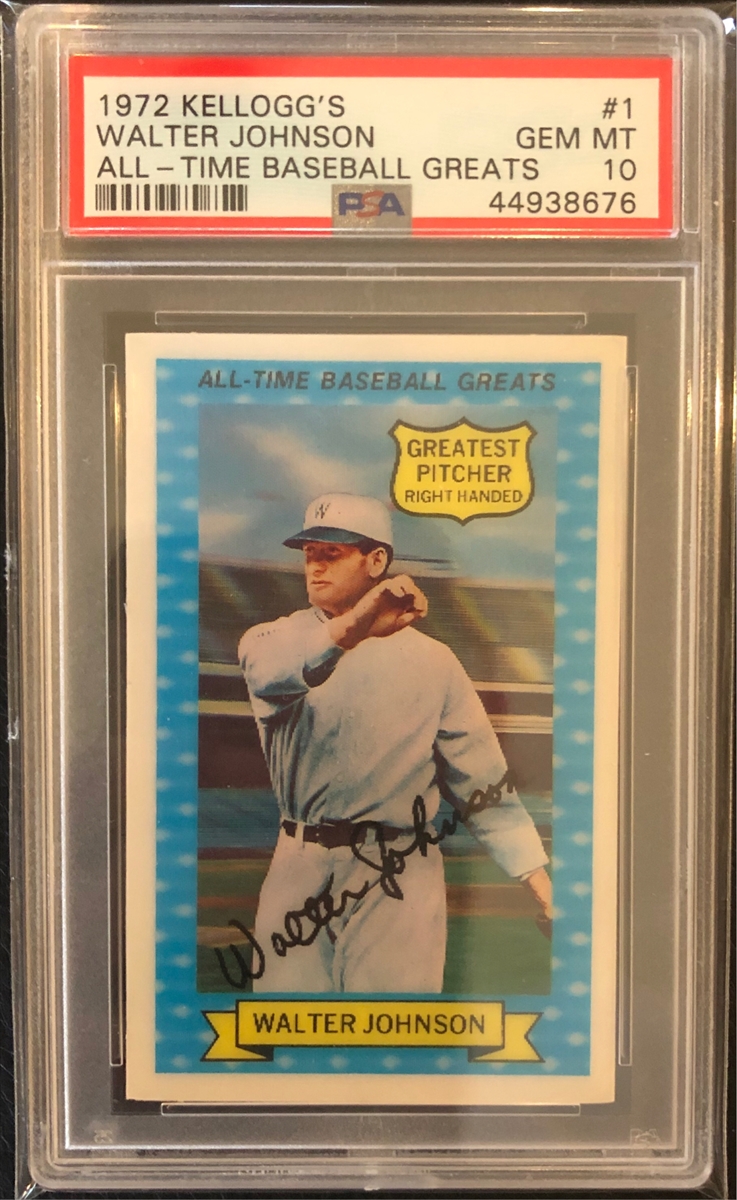 1972 KELLOGG'S #1
WALTER JOHNSON GEM MT
ALL-TIME BASEBALL GREATS 10
PSA 44938676
ALL-TIME BASEBALL GREATS
GREATEST
PITCHER
RIGHT HANDED
W
Walter Johnson
WALTER JOHNSON